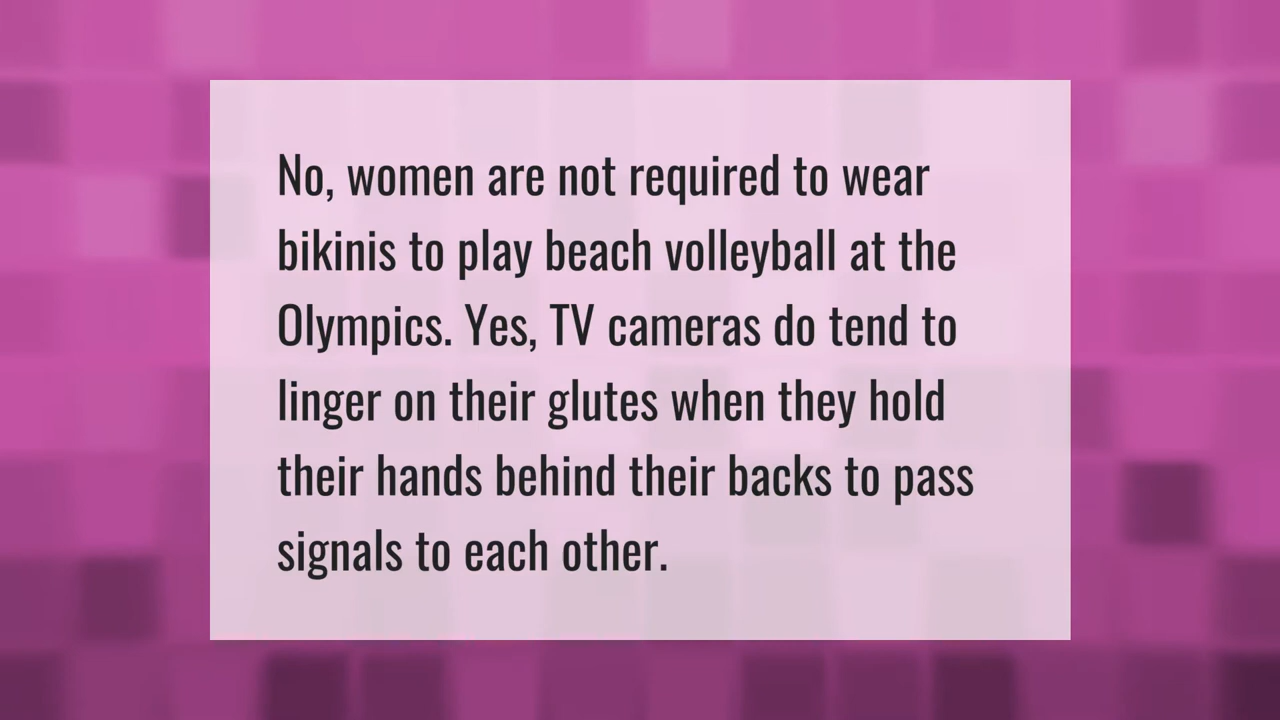 No, women are not required to wear
bikinis to play beach volleyball at the
Olympics. Yes, TV cameras do tend to
linger on their glutes when they hold
their hands behind their backs to pass
signals to each other.